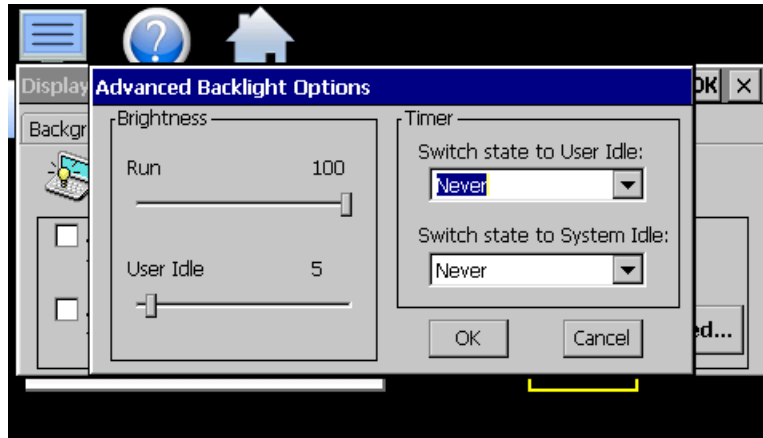 ?
Display
OK ×
Advanced Backlight Options
Backgr
Brightness
Run 100
User Idle 5
Timer
Switch state to User Idle:
Never
Switch state to System Idle:
Never
OK Cancel
ed...